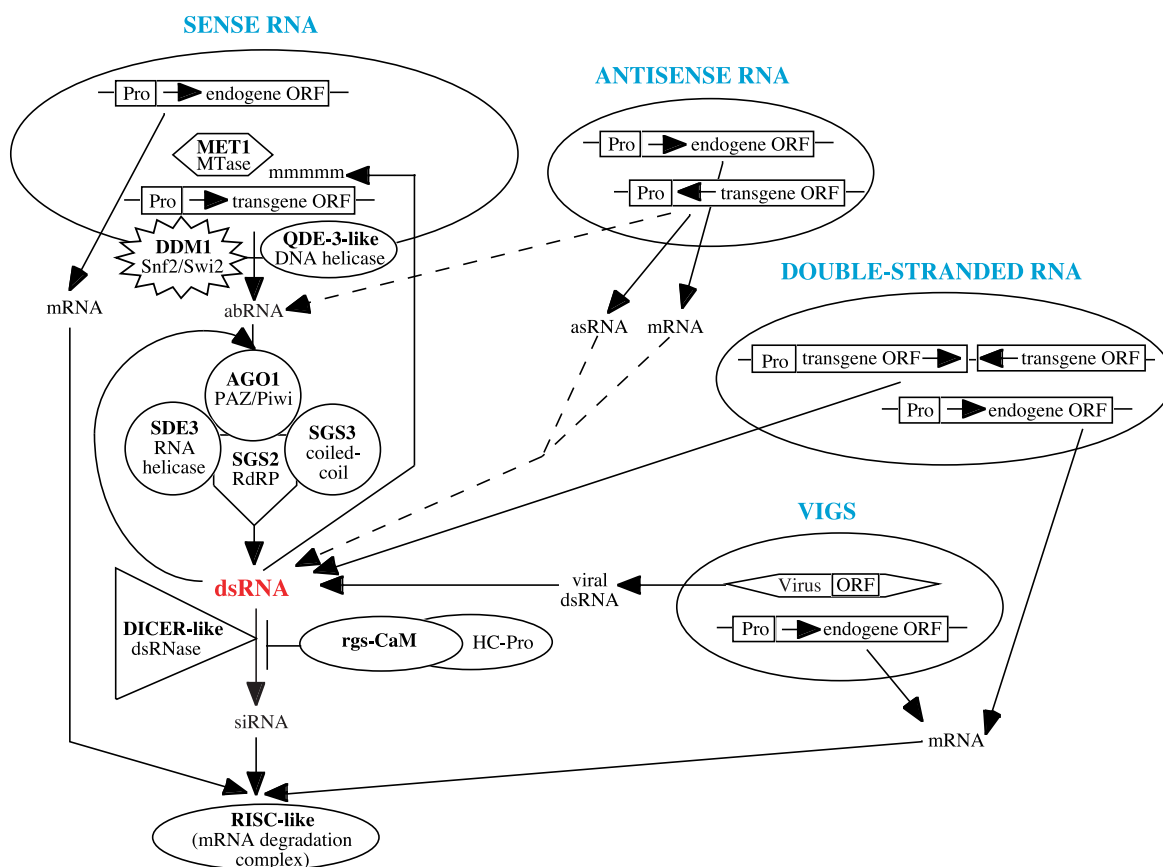 SENSE RNA
Pro endogene ORF
MET1
MTase
mmmmm
Pro transgene ORF
DDM1
Snf2/Swi2
QDE-3-like
DNA helicase
mRNA
abRNA
AGO1
PAZ/Piwi
SDE3
RNA
helicase
SGS2
RdRP
SGS3
coiled-
coil
dsRNA
DICER-like
dsRNase
rgs-CaM
HC-Pro
siRNA
RISC-like
(mRNA degradation
complex)
ANTISENSE RNA
Pro endogene ORF
Pro transgene ORF
asRNA
mRNA
DOUBLE-STRANDED RNA
Pro transgene ORF transgene ORF
Pro endogene ORF
VIGS
viral
dsRNA
Virus ORF
Pro endogene ORF
mRNA